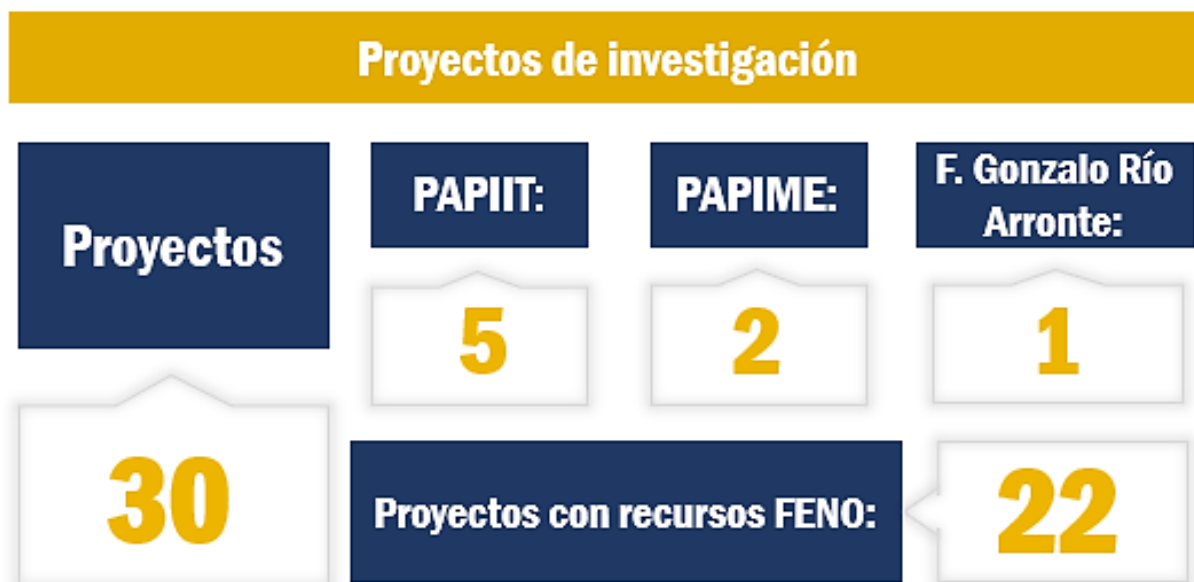 Proyectos de investigación
Proyectos
30
PAPIIT:
5
PAPIME:
2
F. Gonzalo Río
Arronte:
1
Proyectos con recursos FENO:
22